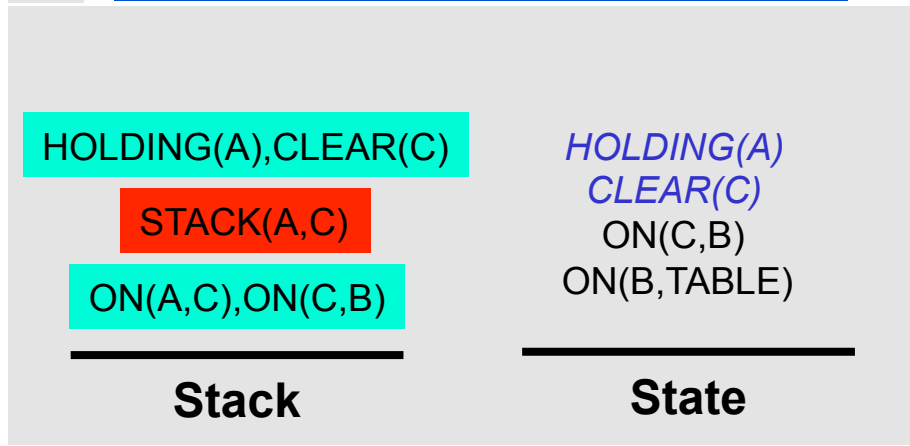 HOLDING(A),CLEAR(C)
STACK(A,C)
ON(A,C),ON(C,B)
Stack
HOLDING(A)
CLEAR(C)
ON(C,B)
ON(B,TABLE)
State